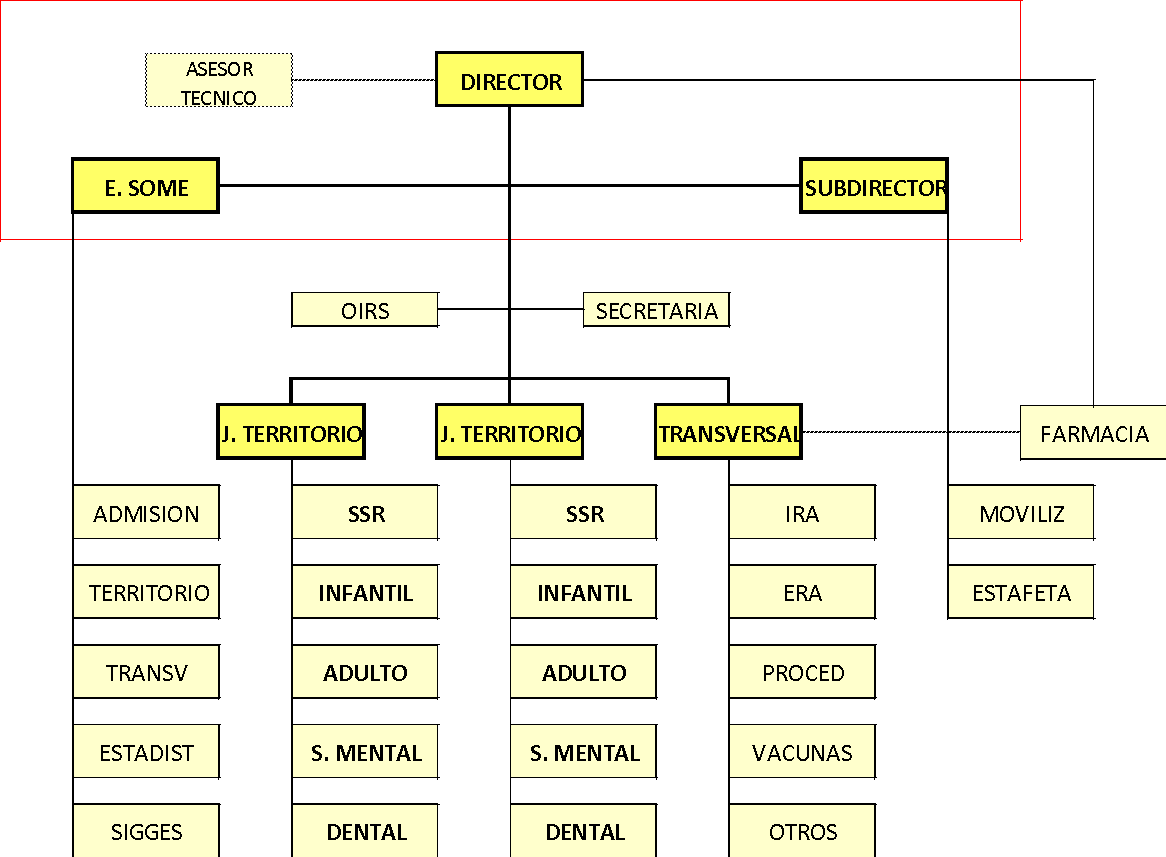 ASESOR
TECNICO
DIRECTOR
E. SOME
SUBDIRECTOR
OIRS
SECRETARIA
J. TERRITORIO
J. TERRITORIO
TRANSVERSAL
FARMACIA
ADMISION
SSR
SSR
IRA
MOVILIZ
TERRITORIO
INFANTIL
INFANTIL
ERA
ESTAFETA
TRANSV
ADULTO
ADULTO
PROCED
ESTADIST
S. MENTAL
S. MENTAL
VACUNAS
SIGGES
DENTAL
DENTAL
OTROS